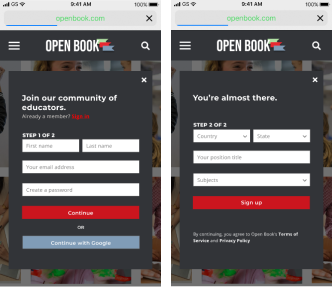 GS 9:41 AM 100%
openbook.com
OPEN BOOK
Join our community of
educators.
Already a member? Sign in
STEP 1 OF 2
First name Last name
Your email address
Create a password
Continue
OR
Continue with Google
GS 9:41 AM 100%
openbook.com
OPEN BOOK
You're almost there.
STEP 2 OF 2
Country State
Your position title
Subjects
Sign up
By continuing, you agree to Open Book's Terms of
Service and Privacy Policy